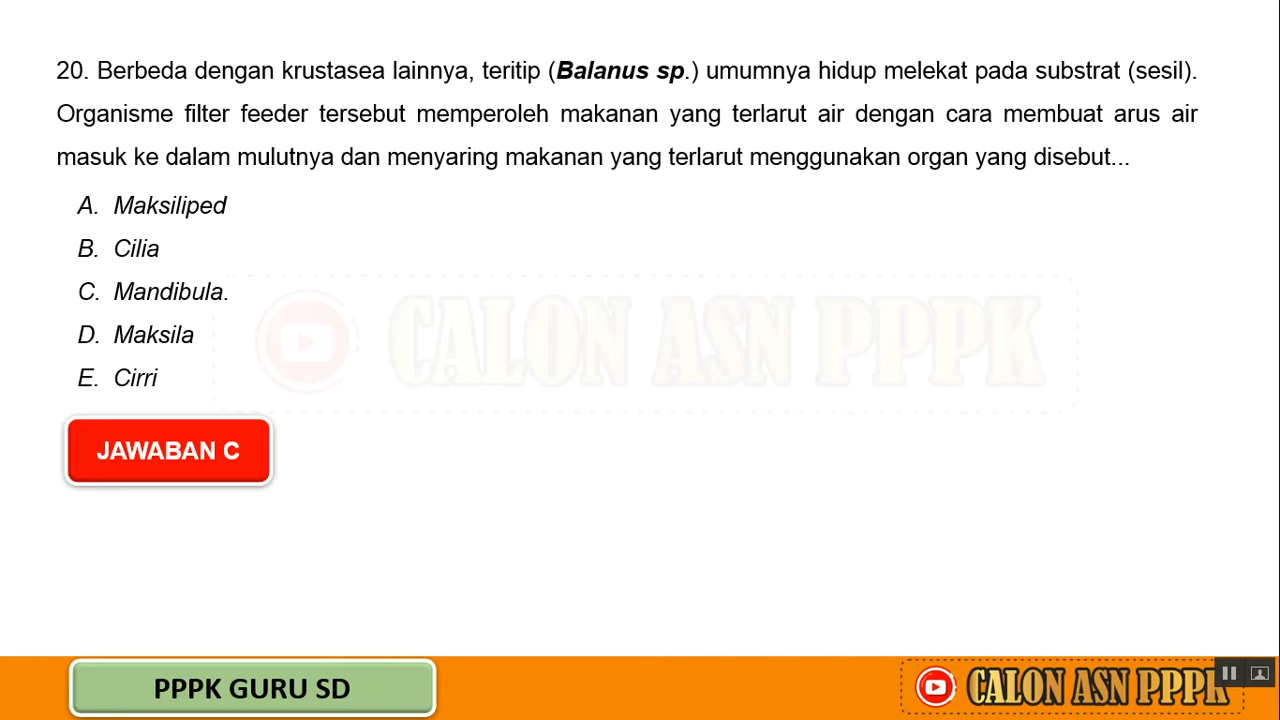 20. Berbeda dengan krustasea lainnya, teritip (Balanus sp.) umumnya hidup melekat pada substrat (sesil).
Organisme filter feeder tersebut memperoleh makanan yang terlarut air dengan cara membuat arus air
masuk ke dalam mulutnya dan menyaring makanan yang terlarut menggunakan organ yang disebut...
A. Maksiliped
B. Cilia
C. Mandibula.
D. Maksila
E. Cirri
CALON ASN PPPK
JAWABAN C
PPPK GURU SD
CALON ASN PPPK